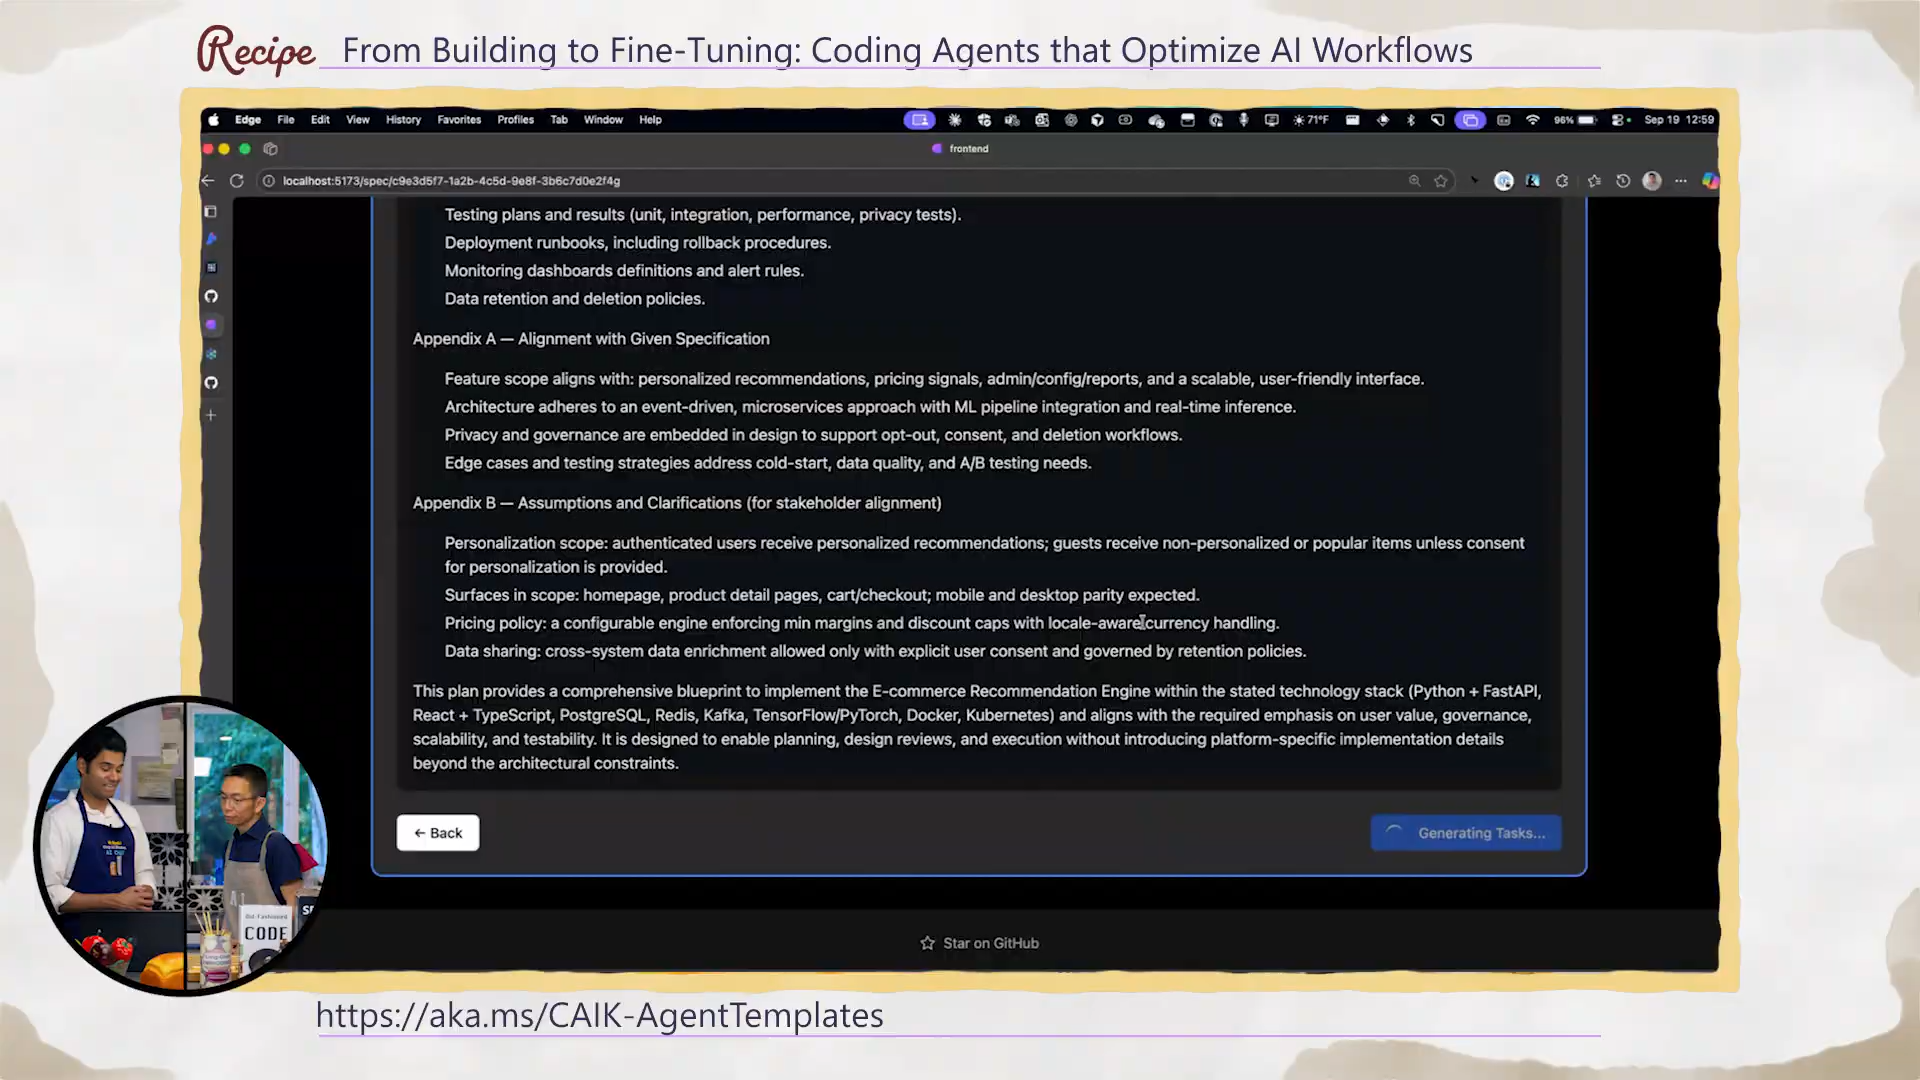 Recipe From Building to Fine-Tuning: Coding Agents that Optimize AI Workflows
Edge File Edit View History Favorites Profiles Tab Window Help 71°F 96% Sep 19 12:59
frontend
localhost:5173/spec/c9e3d5f7-1a2b-4c5d-9e8f-3b6c7d0e2f4g
Testing plans and results (unit, integration, performance, privacy tests).
Deployment runbooks, including rollback procedures.
Monitoring dashboards definitions and alert rules.
Data retention and deletion policies.
Appendix A — Alignment with Given Specification
Feature scope aligns with: personalized recommendations, pricing signals, admin/config/reports, and a scalable, user-friendly interface.
Architecture adheres to an event-driven, microservices approach with ML pipeline integration and real-time inference.
Privacy and governance are embedded in design to support opt-out, consent, and deletion workflows.
Edge cases and testing strategies address cold-start, data quality, and A/B testing needs.
Appendix B — Assumptions and Clarifications (for stakeholder alignment)
Personalization scope: authenticated users receive personalized recommendations; guests receive non-personalized or popular items unless consent
for personalization is provided.
Surfaces in scope: homepage, product detail pages, cart/checkout; mobile and desktop parity expected.
Pricing policy: a configurable engine enforcing min margins and discount caps with locale-aware currency handling.
Data sharing: cross-system data enrichment allowed only with explicit user consent and governed by retention policies.
This plan provides a comprehensive blueprint to implement the E-commerce Recommendation Engine within the stated technology stack (Python + FastAPI,
React + TypeScript, PostgreSQL, Redis, Kafka, TensorFlow/PyTorch, Docker, Kubernetes) and aligns with the required emphasis on user value, governance,
scalability, and testability. It is designed to enable planning, design reviews, and execution without introducing platform-specific implementation details
beyond the architectural constraints.
← Back
Generating Tasks...
Star on GitHub
Old-Fashioned
CODE
https://aka.ms/CAIK-AgentTemplates